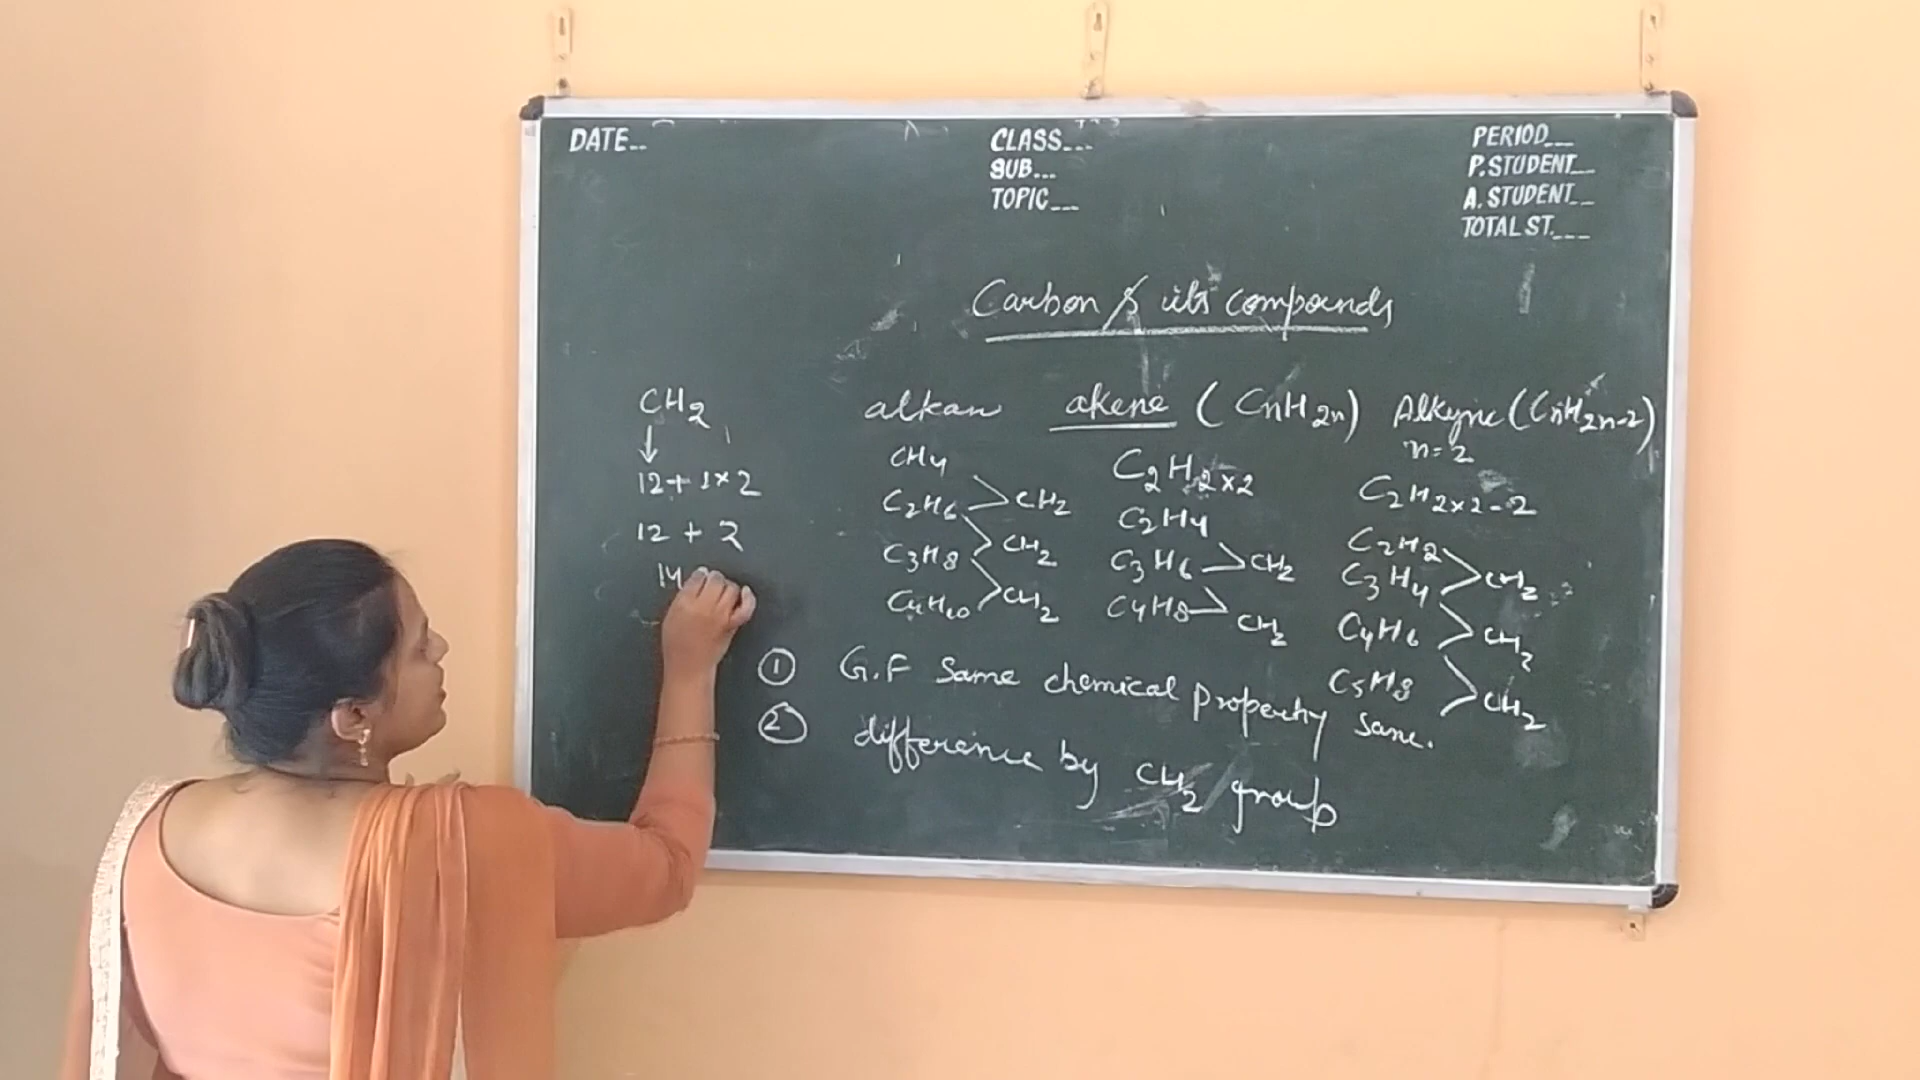 DATE..
CLASS...
SUB...
TOPIC...
PERIOD...
P.STUDENT...
A. STUDENT...
TOTAL ST....
Carbon & its compounds
CH2
↓
12 + 1×2
12 + 2
14
alkan
CH4
C2H6
C3H8
C4H10
CH2
CH2
CH2
akene (CnH2n)
C2H2×2
C2H4
C3H6
C4H8
CH2
CH2
Alkyne (CnH2n-2)
n=2
C2H2×2-2
C2H2
C3H4
C4H6
C5H8
CH2
CH2
CH2
① G.F Same chemical property same.
② difference by CH2 group